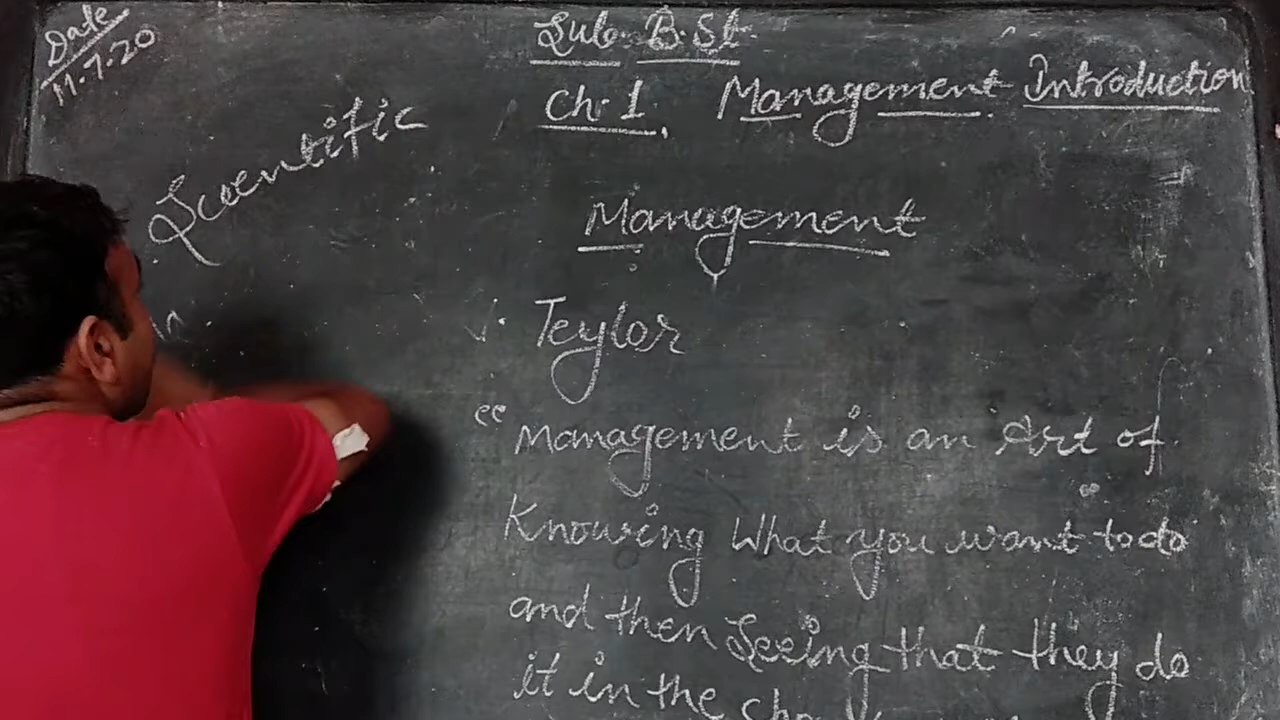 Date
11.7.20
Sub. B.St
Ch. 1. Management Introduction
Scientific
Management
Teylor
“Management is an Art of
Knowing What you want to do
and then Seeing that they do
it in the